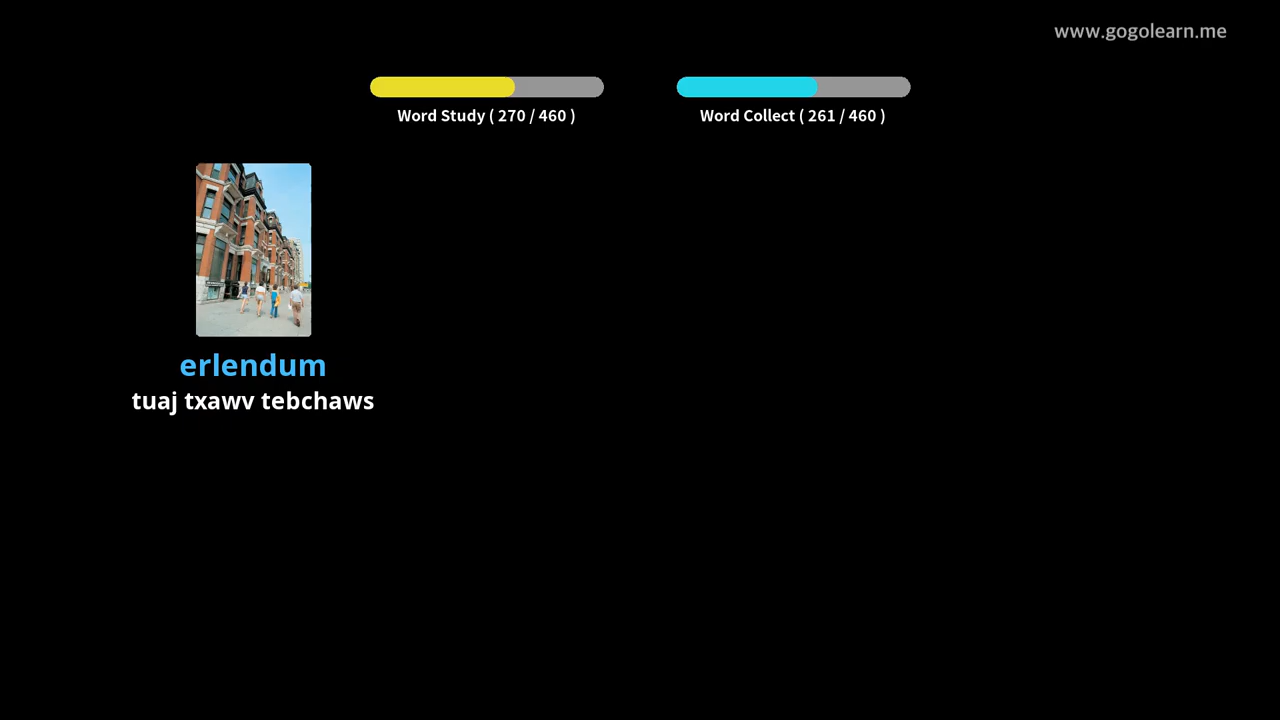 www.gogolearn.me
Word Study ( 270 / 460 )
Word Collect ( 261 / 460 )
erlendum
tuaj txawv tebchaws